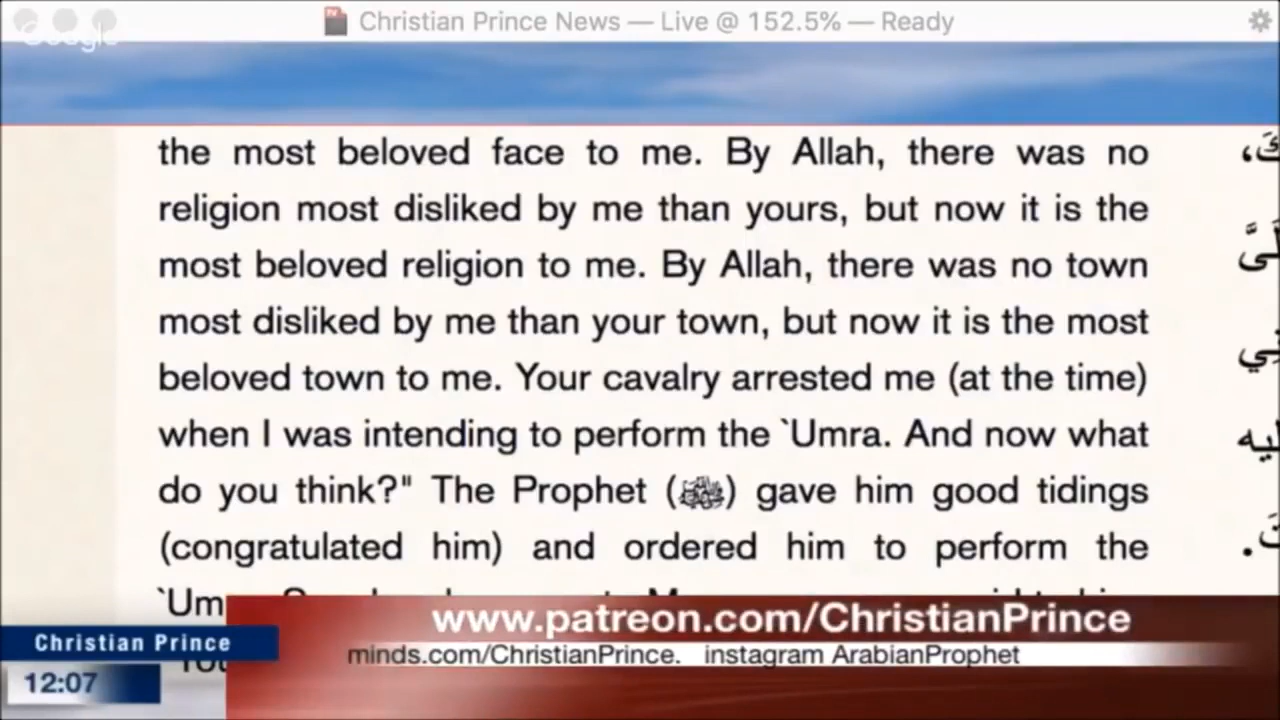 Christian Prince News — Live @ 152.5% — Ready
Google
the most beloved face to me. By Allah, there was no
religion most disliked by me than yours, but now it is the
most beloved religion to me. By Allah, there was no town
most disliked by me than your town, but now it is the most
beloved town to me. Your cavalry arrested me (at the time)
when I was intending to perform the `Umra. And now what
do you think?" The Prophet (ﷺ) gave him good tidings
(congratulated him) and ordered him to perform the
`Um
www.patreon.com/ChristianPrince
Christian Prince
minds.com/ChristianPrince. instagram ArabianProphet
12:07